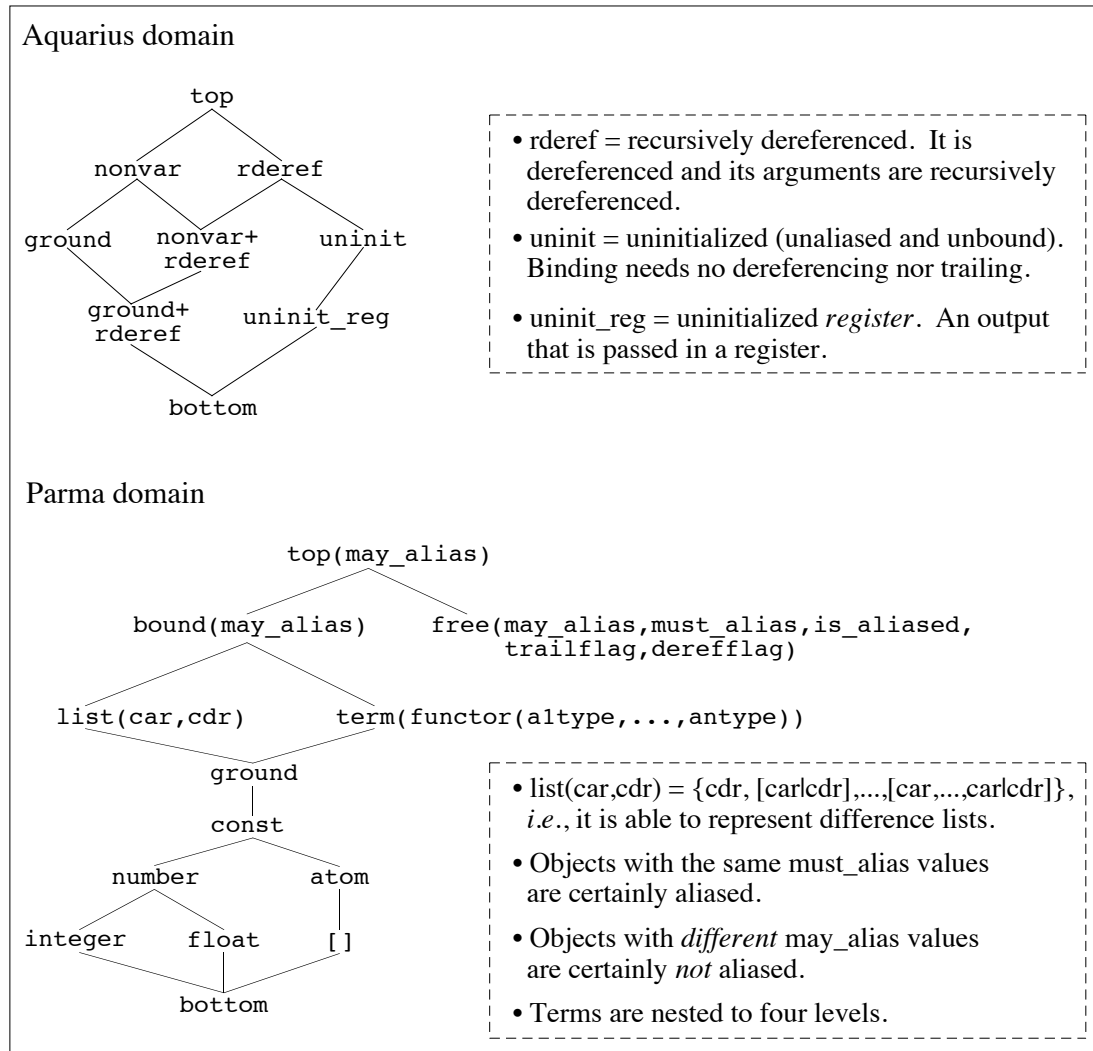 Aquarius domain
top
nonvar rderef
ground nonvar+ uninit
rderef
ground+ uninit_reg
rderef
bottom
• rderef = recursively dereferenced. It is
dereferenced and its arguments are recursively
dereferenced.
• uninit = uninitialized (unaliased and unbound).
Binding needs no dereferencing nor trailing.
• uninit_reg = uninitialized register. An output
that is passed in a register.
Parma domain
top(may_alias)
bound(may_alias) free(may_alias,must_alias,is_aliased,
trailflag,derefflag)
list(car,cdr) term(functor(a1type,...,antype))
ground
const
number atom
integer float []
bottom
• list(car,cdr) = {cdr, [car|cdr],...,[car,...,car|cdr]},
i.e., it is able to represent difference lists.
• Objects with the same must_alias values
are certainly aliased.
• Objects with different may_alias values
are certainly not aliased.
• Terms are nested to four levels.